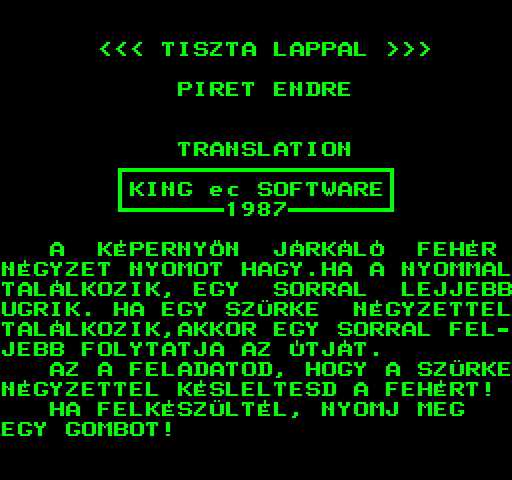 <<< TISZTA LAPPAL >>>
PIRET ENDRE
TRANSLATION
KING ec SOFTWARE
1987
A KÉPERNYŐN JÁRKÁLÓ FEHÉR
NÉGYZET NYOMOT HAGY.HA A NYOMMAL
TALÁLKOZIK, EGY SORRAL LEJJEBB
UGRIK. HA EGY SZÜRKE NÉGYZETTEL
TALÁLKOZIK,AKKOR EGY SORRAL FEL-
JEBB FOLYTATJA AZ ÚTJÁT.
AZ A FELADATOD, HOGY A SZÜRKE
NÉGYZETTEL KÉSLELTESD A FEHÉRT!
HA FELKÉSZÜLTÉL, NYOMJ MEG
EGY GOMBOT!